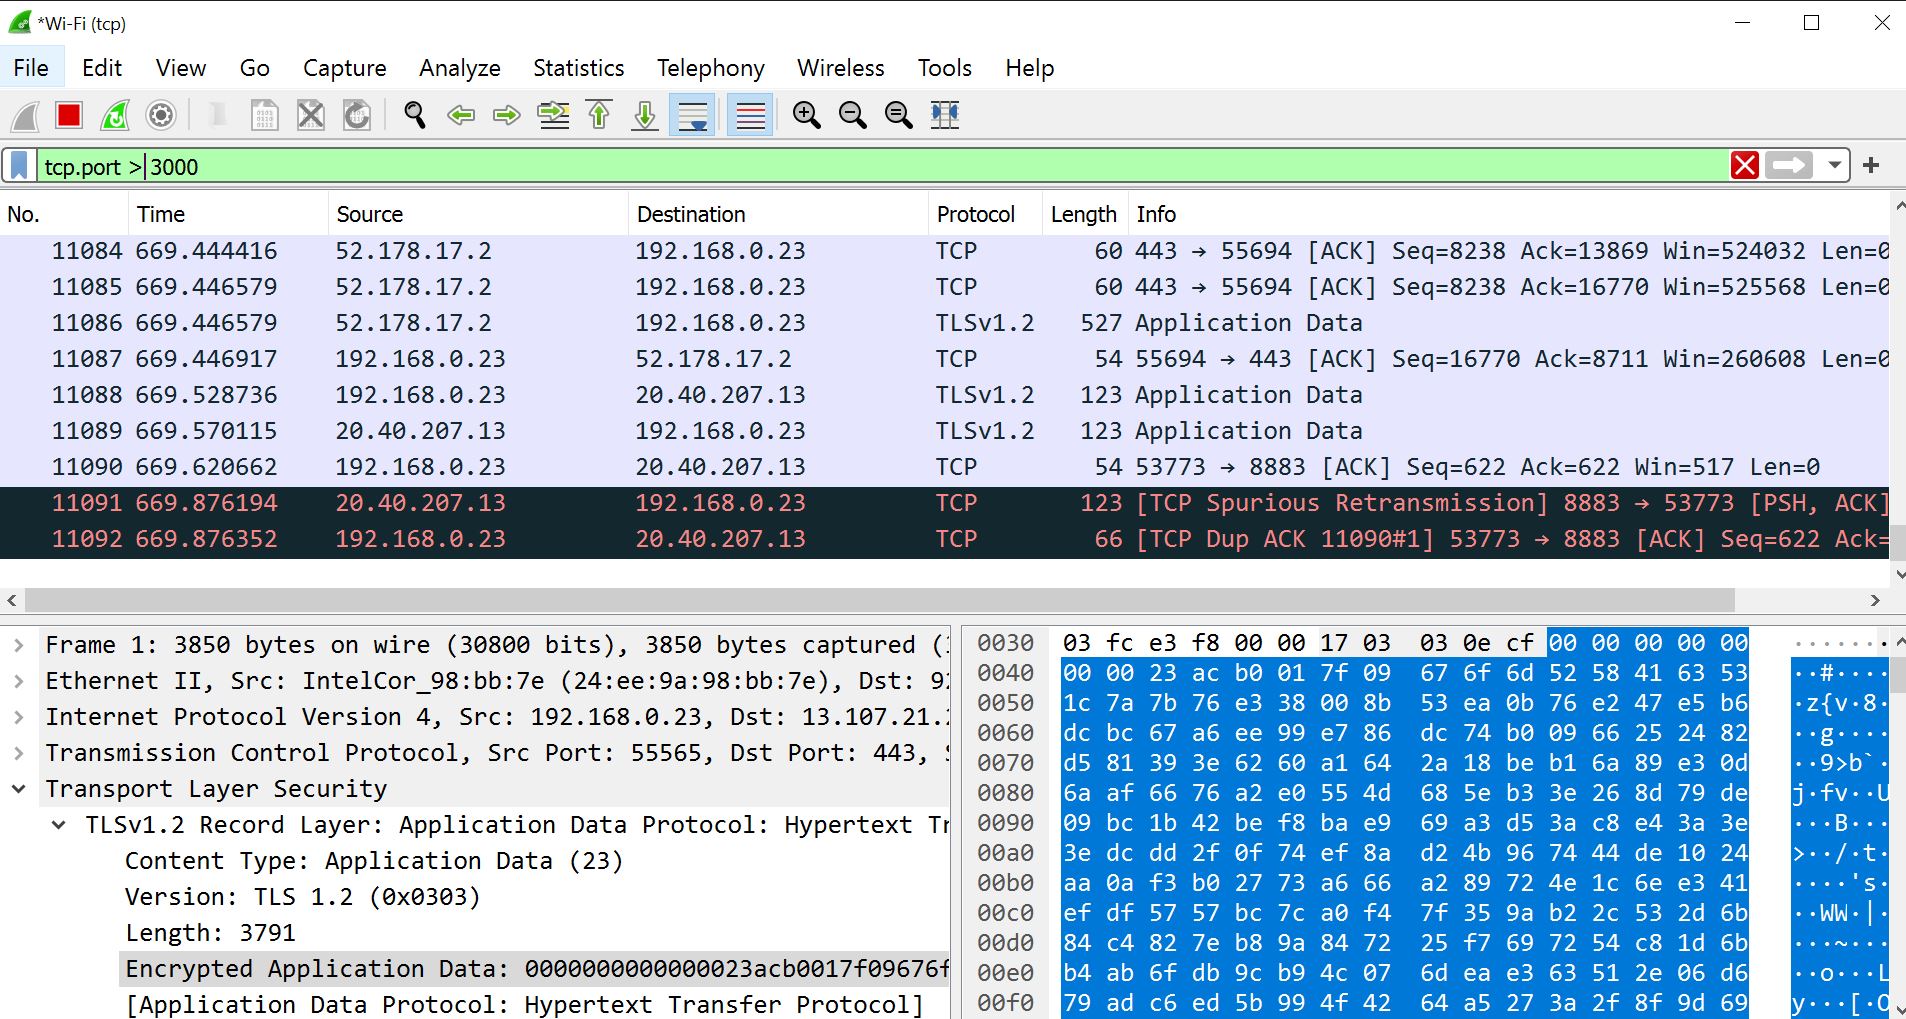 *Wi-Fi (tcp)
File Edit View Go Capture Analyze Statistics Telephony Wireless Tools Help
tcp.port > 3000
No. Time Source Destination Protocol Length Info
11084 669.444416 52.178.17.2 192.168.0.23 TCP 60 443 → 55694 [ACK] Seq=8238 Ack=13869 Win=524032 Len=0
11085 669.446579 52.178.17.2 192.168.0.23 TCP 60 443 → 55694 [ACK] Seq=8238 Ack=16770 Win=525568 Len=0
11086 669.446579 52.178.17.2 192.168.0.23 TLSv1.2 527 Application Data
11087 669.446917 192.168.0.23 52.178.17.2 TCP 54 55694 → 443 [ACK] Seq=16770 Ack=8711 Win=260608 Len=0
11088 669.528736 192.168.0.23 20.40.207.13 TLSv1.2 123 Application Data
11089 669.570115 20.40.207.13 192.168.0.23 TLSv1.2 123 Application Data
11090 669.620662 192.168.0.23 20.40.207.13 TCP 54 53773 → 8883 [ACK] Seq=622 Ack=622 Win=517 Len=0
11091 669.876194 20.40.207.13 192.168.0.23 TCP 123 [TCP Spurious Retransmission] 8883 → 53773 [PSH, ACK]
11092 669.876352 192.168.0.23 20.40.207.13 TCP 66 [TCP Dup ACK 11090#1] 53773 → 8883 [ACK] Seq=622 Ack=
Frame 1: 3850 bytes on wire (30800 bits), 3850 bytes captured (
Ethernet II, Src: IntelCor_98:bb:7e (24:ee:9a:98:bb:7e), Dst: 92
Internet Protocol Version 4, Src: 192.168.0.23, Dst: 13.107.21.
Transmission Control Protocol, Src Port: 55565, Dst Port: 443,
Transport Layer Security
TLSv1.2 Record Layer: Application Data Protocol: Hypertext Tr
Content Type: Application Data (23)
Version: TLS 1.2 (0x0303)
Length: 3791
Encrypted Application Data: 0000000000000023acb0017f09676f
[Application Data Protocol: Hypertext Transfer Protocol]
0030 03 fc e3 f8 00 00 17 03 03 0e cf 00 00 00 00 00 ········
0040 00 00 23 ac b0 01 7f 09 67 6f 6d 52 58 41 63 53 ··#····
0050 1c 7a 7b 76 e3 38 00 8b 53 ea 0b 76 e2 47 e5 b6 ·z{v·8·
0060 dc bc 67 a6 ee 99 e7 86 dc 74 b0 09 66 25 24 82 ··g····
0070 d5 81 39 3e 62 60 a1 64 2a 18 be b1 6a 89 e3 0d ··9>b`·
0080 6a af 66 76 a2 e0 55 4d 68 5e b3 3e 26 8d 79 de j·fv··U
0090 09 bc 1b 42 be f8 ba e9 69 a3 d5 3a c8 e4 3a 3e ···B···
00a0 3e dc dd 2f 0f 74 ef 8a d2 4b 96 74 44 de 10 24 >··/·t·
00b0 aa 0a f3 b0 27 73 a6 66 a2 89 72 4e 1c 6e e3 41 ····'s·
00c0 ef df 57 57 bc 7c a0 f4 7f 35 9a b2 2c 53 2d 6b ··WW·|·
00d0 84 c4 82 7e b8 9a 84 72 25 f7 69 72 54 c8 1d 6b ···~···
00e0 b4 ab 6f db 9c b9 4c 07 6d ea e3 63 51 2e 06 d6 ··o···L
00f0 79 ad c6 ed 5b 99 4f 42 64 a5 27 3a 2f 8f 9d 69 y···[·O